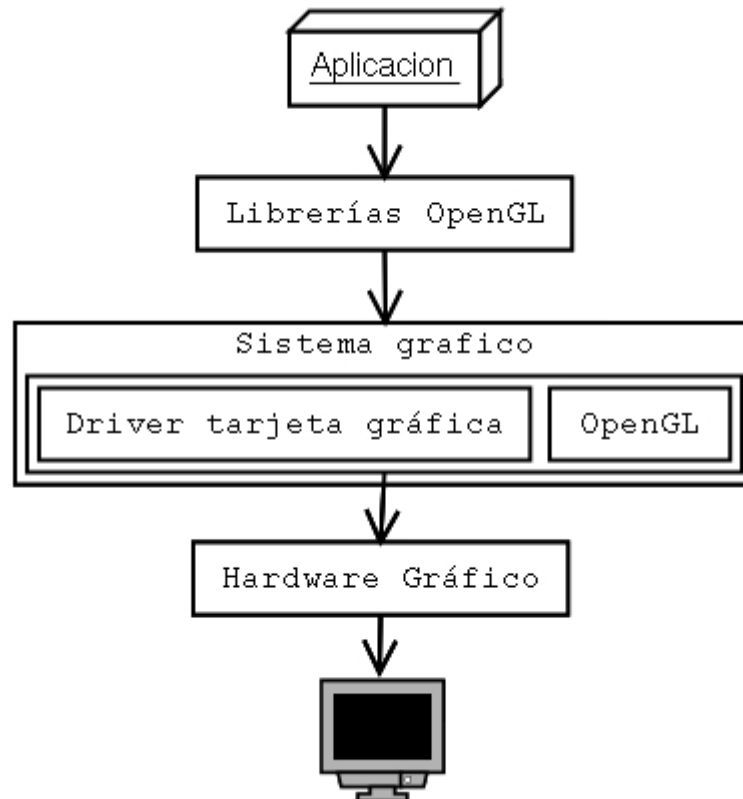 Aplicacion
Librerías OpenGL
Sistema grafico
Driver tarjeta gráfica
OpenGL
Hardware Gráfico